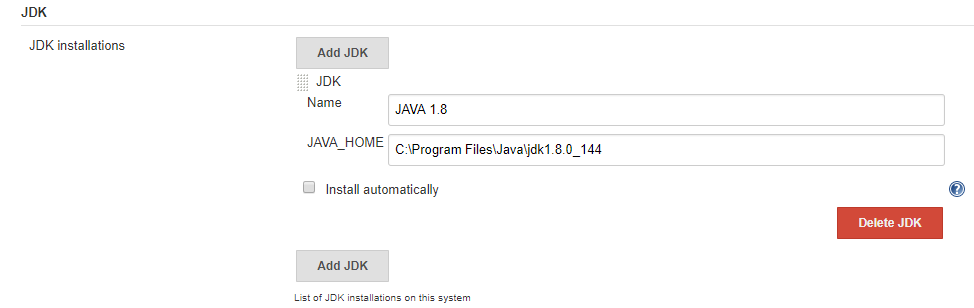 JDK
JDK installations
Add JDK
JDK
Name
JAVA 1.8
JAVA_HOME
C:\Program Files\Java\jdk1.8.0_144
Install automatically
?
Delete JDK
Add JDK
List of JDK installations on this system